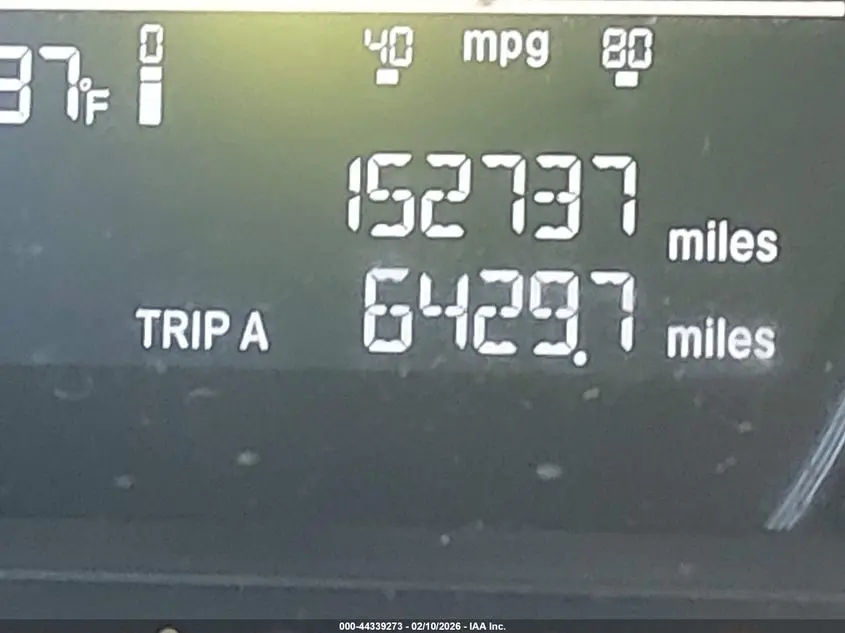 37°F 0 40 mpg 80
152737 miles
TRIP A 6429.7 miles
000-44339273 - 02/10/2026 - IAA Inc.